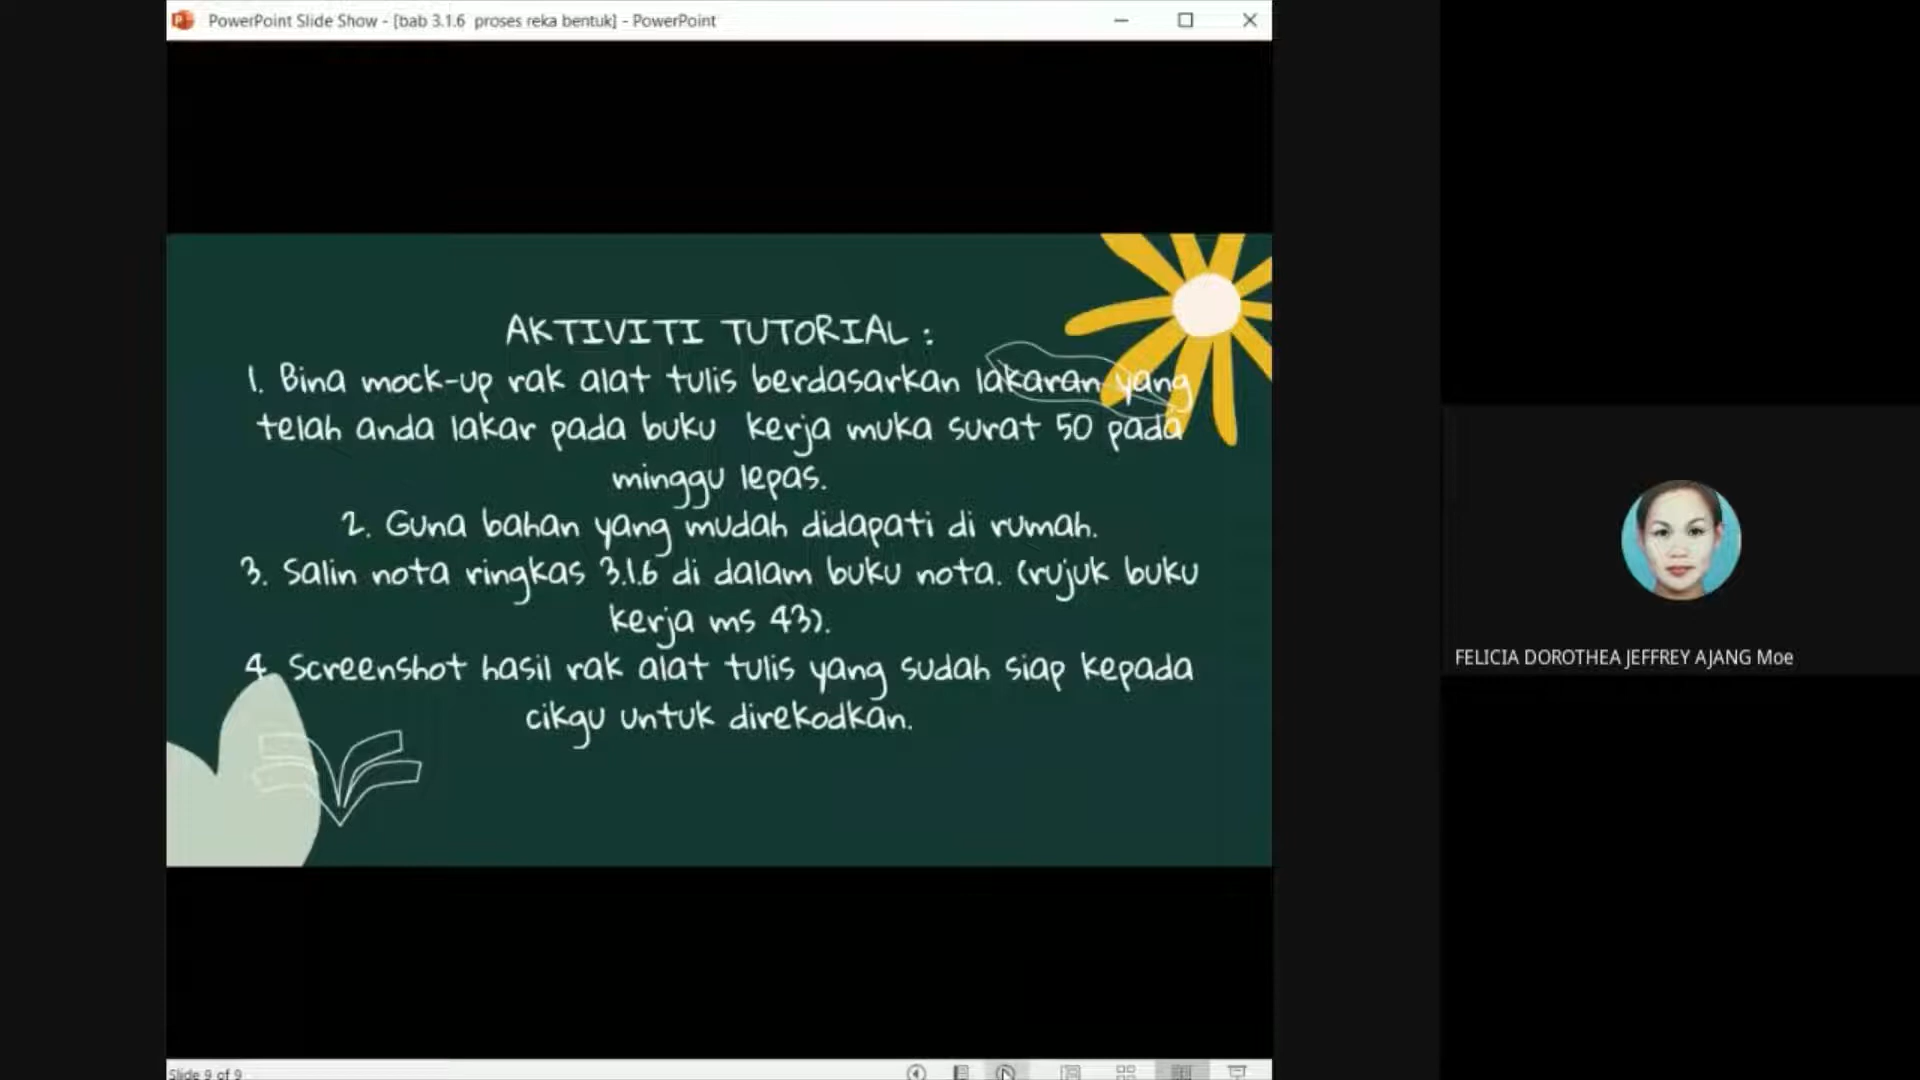 PowerPoint Slide Show - [bab 3.1.6 proses reka bentuk] - PowerPoint
AKTIVITI TUTORIAL :
1. Bina mock-up rak alat tulis berdasarkan lakaran yang
telah anda lakar pada buku kerja muka surat 50 pada
minggu lepas.
2. Guna bahan yang mudah didapati di rumah.
3. Salin nota ringkas 3.1.6 di dalam buku nota. (rujuk buku
kerja ms 43).
4. Screenshot hasil rak alat tulis yang sudah siap kepada
cikgu untuk direkodkan.
FELICIA DOROTHEA JEFFREY AJANG Moe
Slide 9 of 9